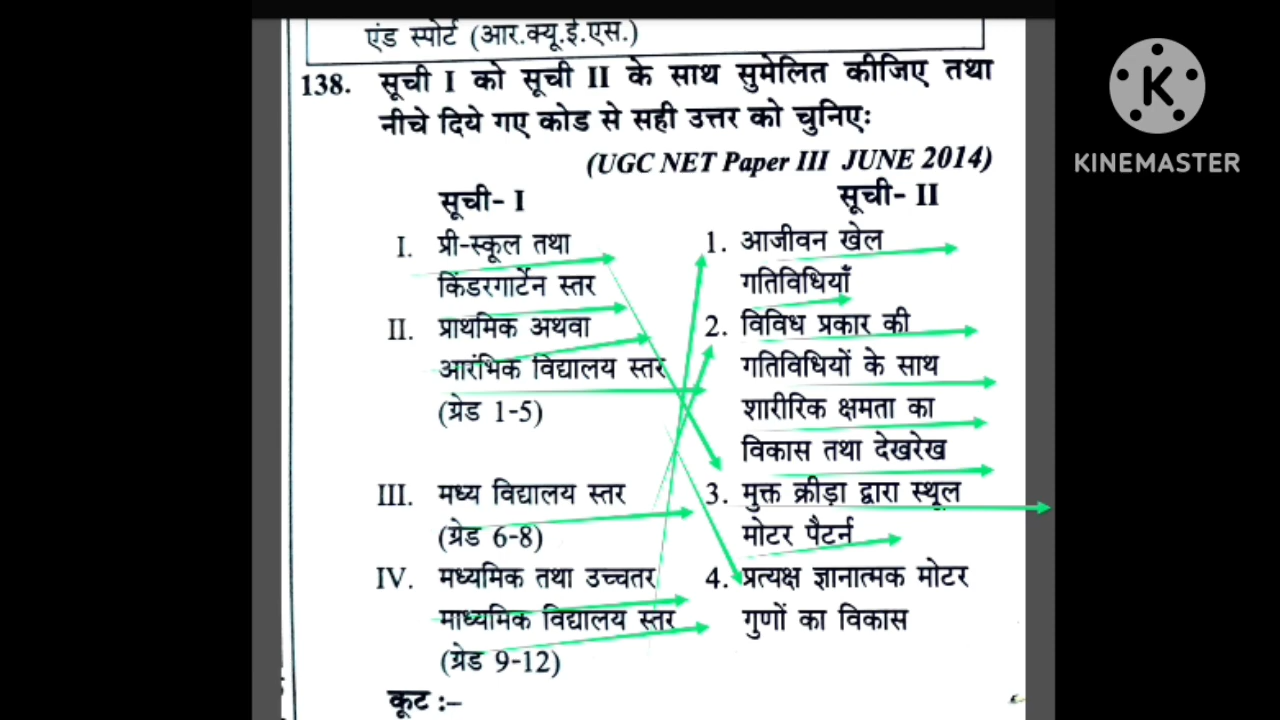 एंड स्पोर्ट (आर.क्यू.ई.एस.)
138. सूची I को सूची II के साथ सुमेलित कीजिए तथा
नीचे दिये गए कोड से सही उत्तर को चुनिएः
(UGC NET Paper III JUNE 2014)
सूची- I सूची- II
I. प्री-स्कूल तथा 1. आजीवन खेल
किंडरगार्टेन स्तर गतिविधियाँ
II. प्राथमिक अथवा 2. विविध प्रकार की
आरंभिक विद्यालय स्तर गतिविधियों के साथ
(ग्रेड 1-5) शारीरिक क्षमता का
विकास तथा देखरेख
III. मध्य विद्यालय स्तर 3. मुक्त क्रीड़ा द्वारा स्थूल
(ग्रेड 6-8) मोटर पैटर्न
IV. मध्यमिक तथा उच्चतर 4. प्रत्यक्ष ज्ञानात्मक मोटर
माध्यमिक विद्यालय स्तर गुणों का विकास
(ग्रेड 9-12)
कूट :–
K
KINEMASTER